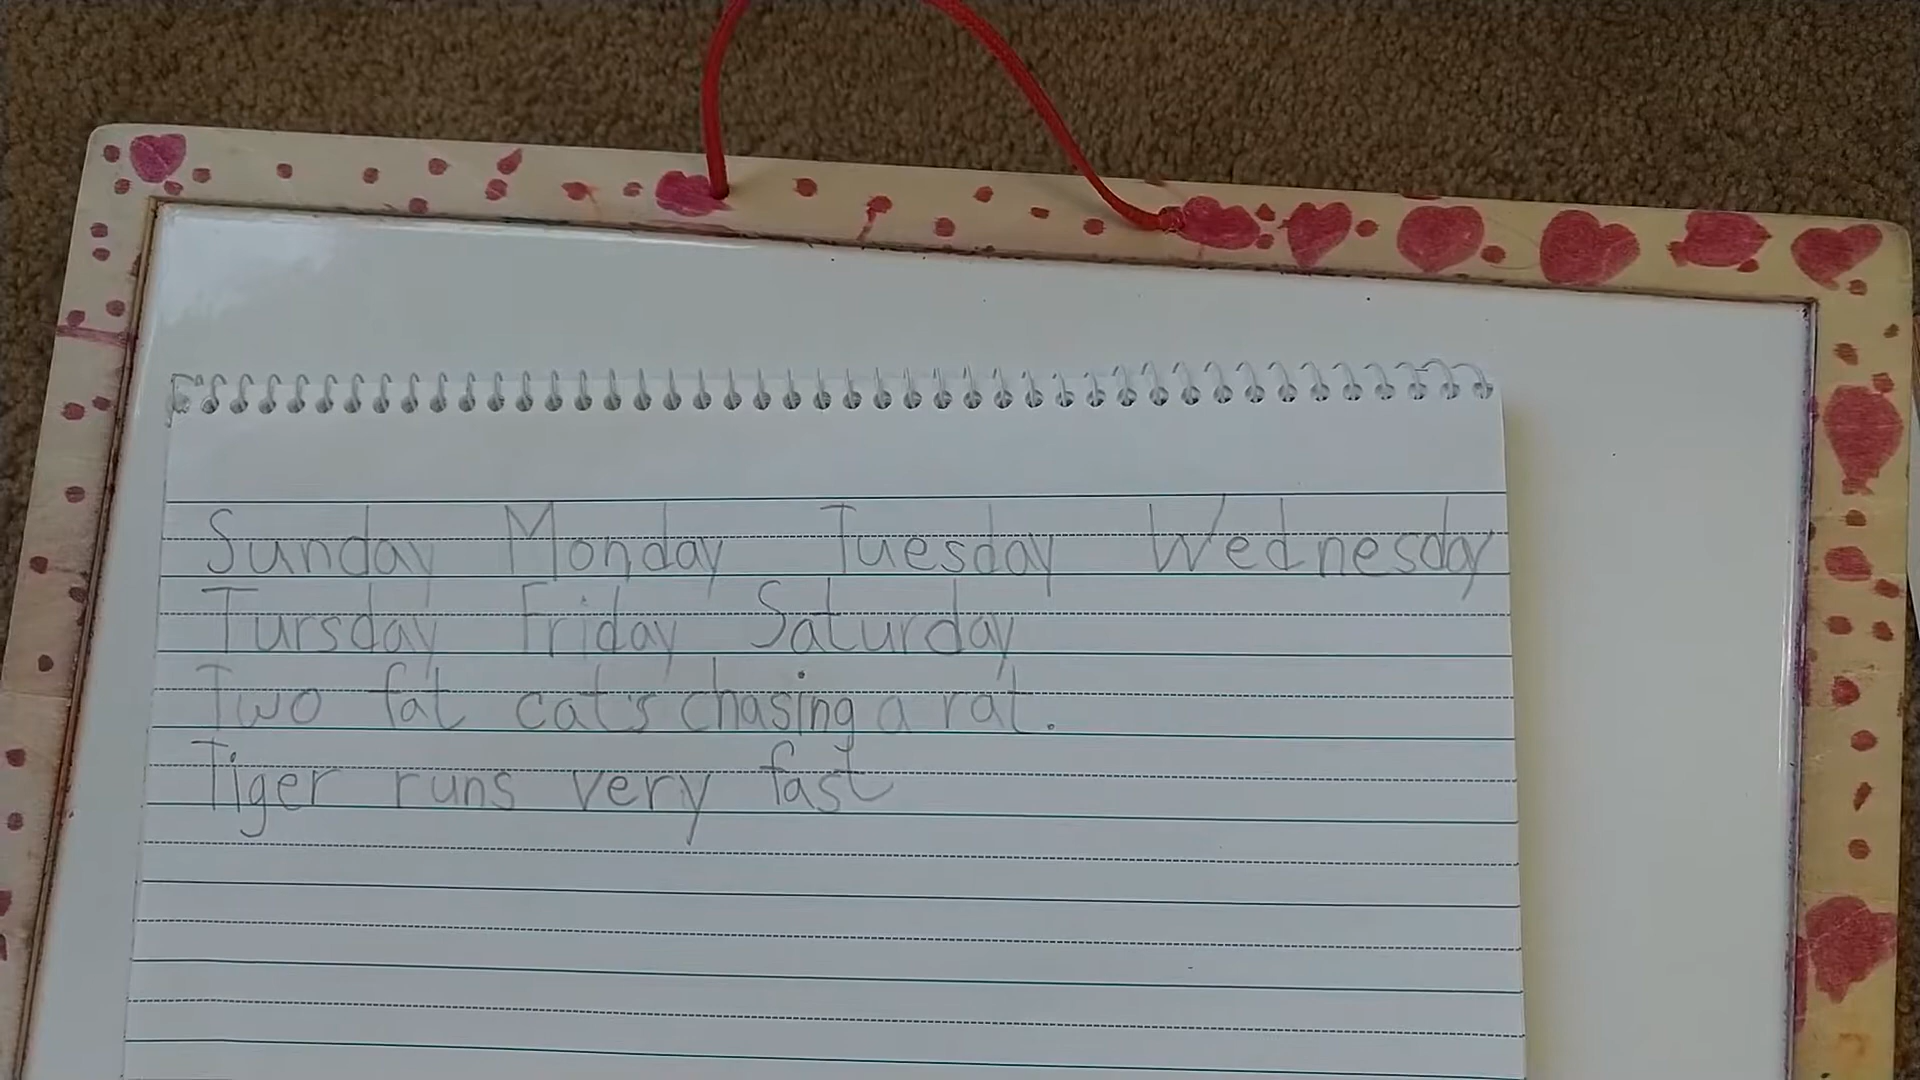 Sunday Monday Tuesday Wednesday
Tursday Friday Saturday
Two fat cat's chasing a rat.
Tiger runs very fast